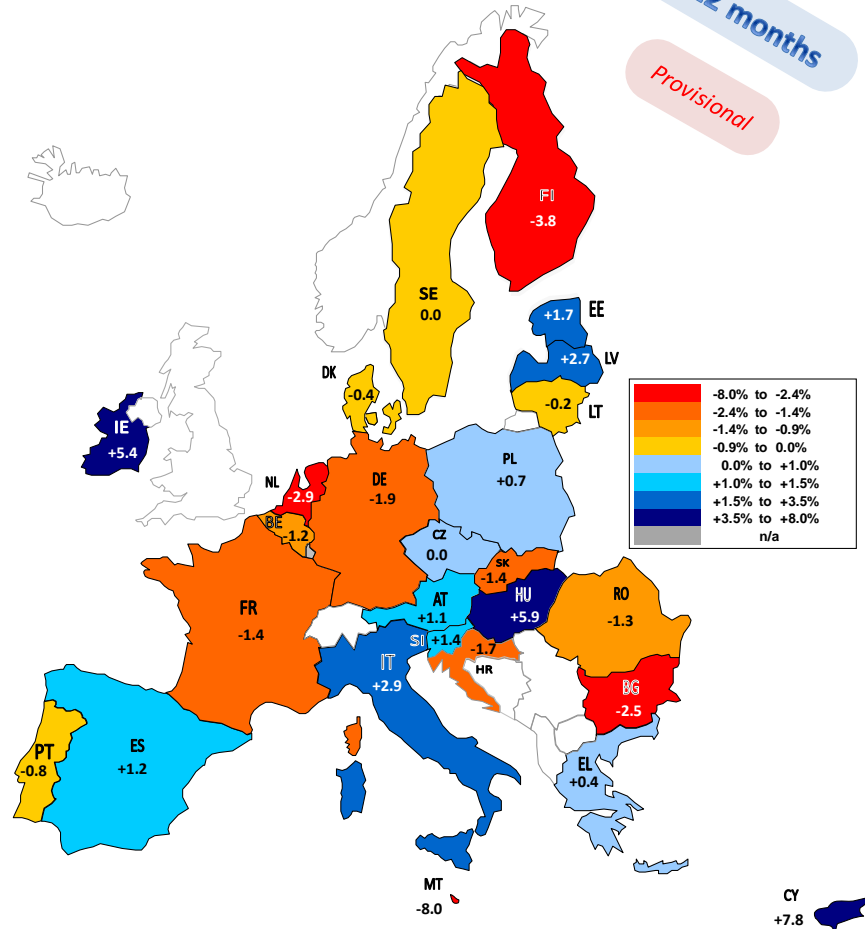 months
Provisional
FI
-3.8
SE
0.0
EE
+1.7
LV
+2.7
LT
-0.2
DK
-0.4
IE
+5.4
NL
-2.9
BE
-1.2
DE
-1.9
PL
+0.7
CZ
0.0
SK
-1.4
AT
+1.1
HU
+5.9
RO
-1.3
FR
-1.4
SI
+1.4
-1.7
HR
IT
+2.9
BG
-2.5
PT
-0.8
ES
+1.2
EL
+0.4
MT
-8.0
CY
+7.8
-8.0% to -2.4%
-2.4% to -1.4%
-1.4% to -0.9%
-0.9% to 0.0%
0.0% to +1.0%
+1.0% to +1.5%
+1.5% to +3.5%
+3.5% to +8.0%
n/a